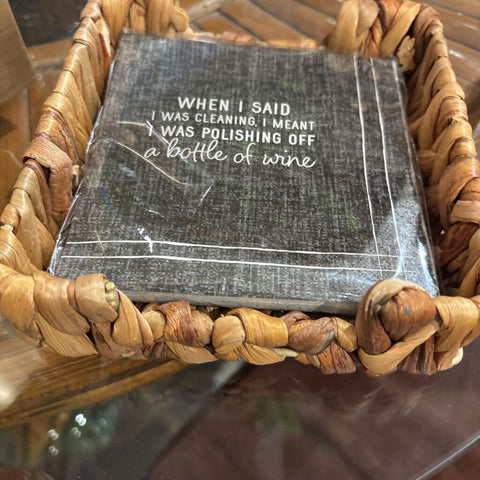 WHEN I SAID
I WAS CLEANING, I MEANT
I WAS POLISHING OFF
a bottle of wine